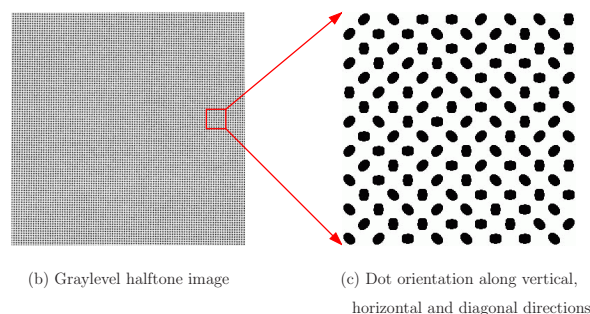 (b) Graylevel halftone image
(c) Dot orientation along vertical,
horizontal and diagonal directions